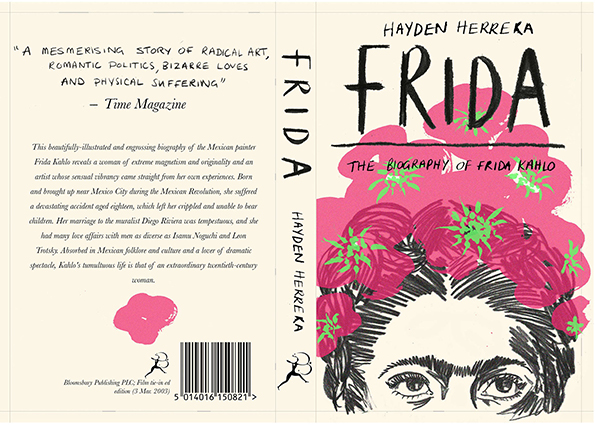 "A MESMERISING STORY OF RADICAL ART,
ROMANTIC POLITICS, BIZARRE LOVES
AND PHYSICAL SUFFERING"
– Time Magazine
This beautifully-illustrated and engrossing biography of the Mexican painter
Frida Kahlo reveals a woman of extreme magnetism and originality and an
artist whose sensual vibrancy came straight from her own experiences. Born
and brought up near Mexico City during the Mexican Revolution, she suffered
a devastating accident aged eighteen, which left her crippled and unable to bear
children. Her marriage to the muralist Diego Riviera was tempestuous, and she
had many love affairs with men as diverse as Isamu Noguchi and Leon
Trotsky. Absorbed in Mexican folklore and culture and a lover of dramatic
spectacle, Kahlo's tumultuous life is that of an extraordinary twentieth-century
woman.
Bloomsbury Publishing PLC; Film tie-in ed
edition (3 Mar. 2003)
5 014016 150821 >
FRIDA
HAYDEN HERRERA
HAYDEN HERRERA
FRIDA
THE BIOGRAPHY OF FRIDA KAHLO